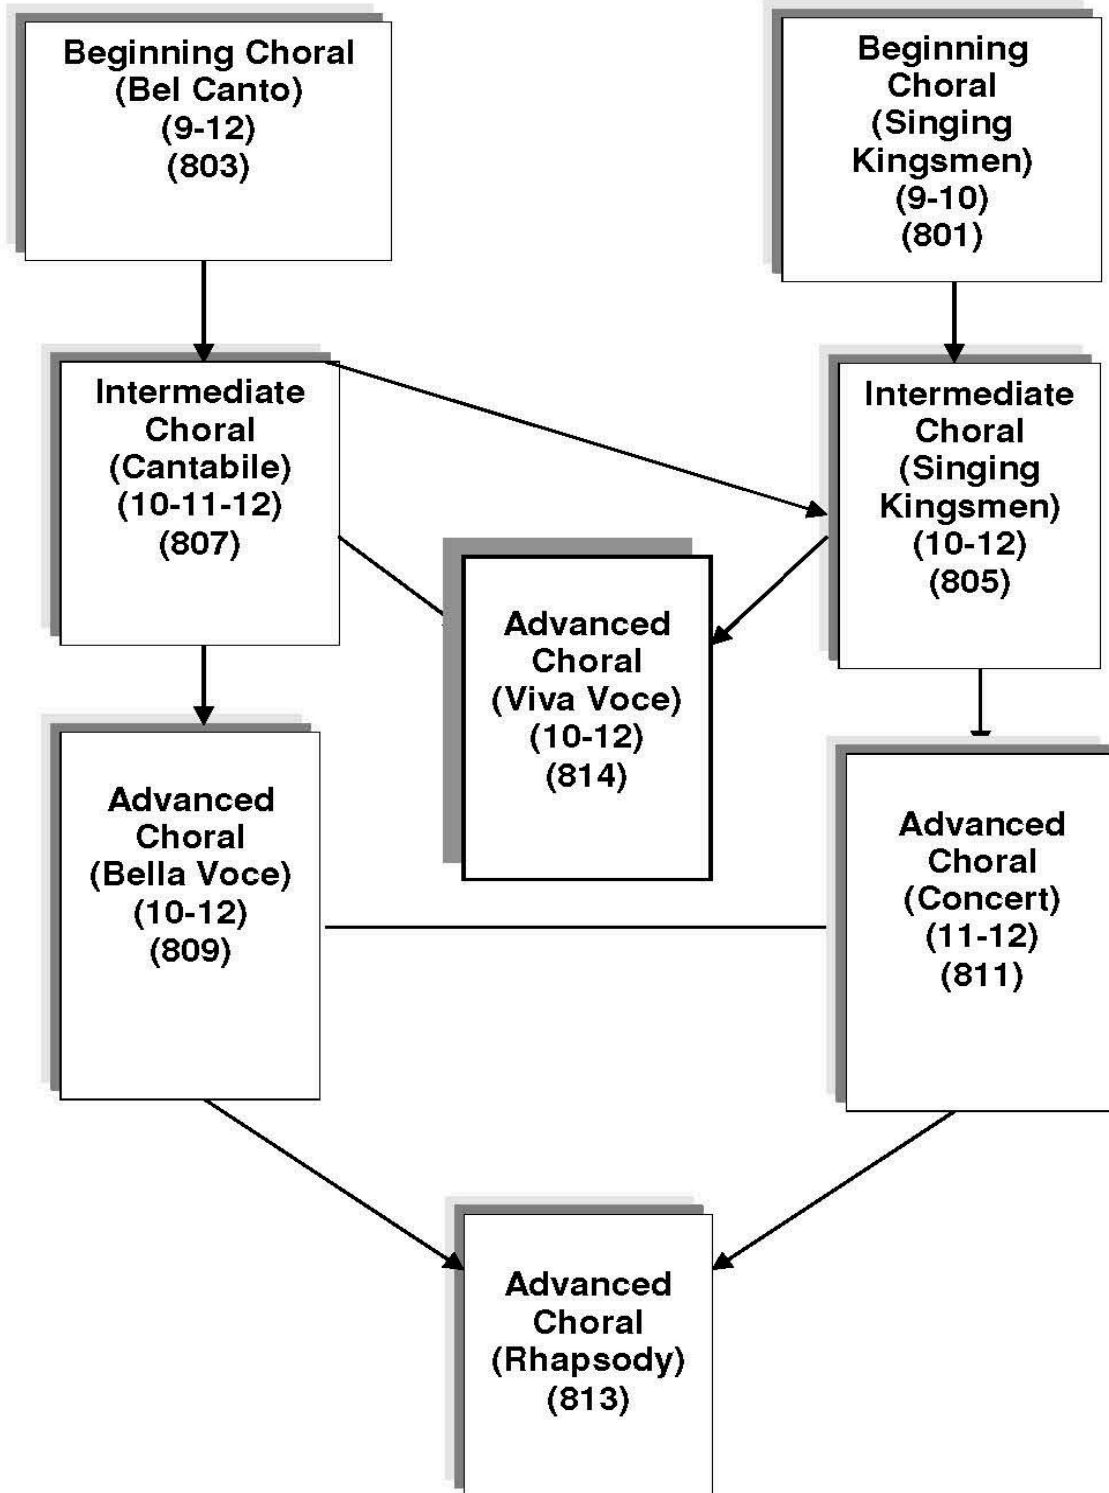 Beginning Choral
(Bel Canto)
(9-12)
(803)
Beginning
Choral
(Singing
Kingsmen)
(9-10)
(801)
Intermediate
Choral
(Cantabile)
(10-11-12)
(807)
Intermediate
Choral
(Singing
Kingsmen)
(10-12)
(805)
Advanced
Choral
(Viva Voce)
(10-12)
(814)
Advanced
Choral
(Bella Voce)
(10-12)
(809)
Advanced
Choral
(Concert)
(11-12)
(811)
Advanced
Choral
(Rhapsody)
(813)